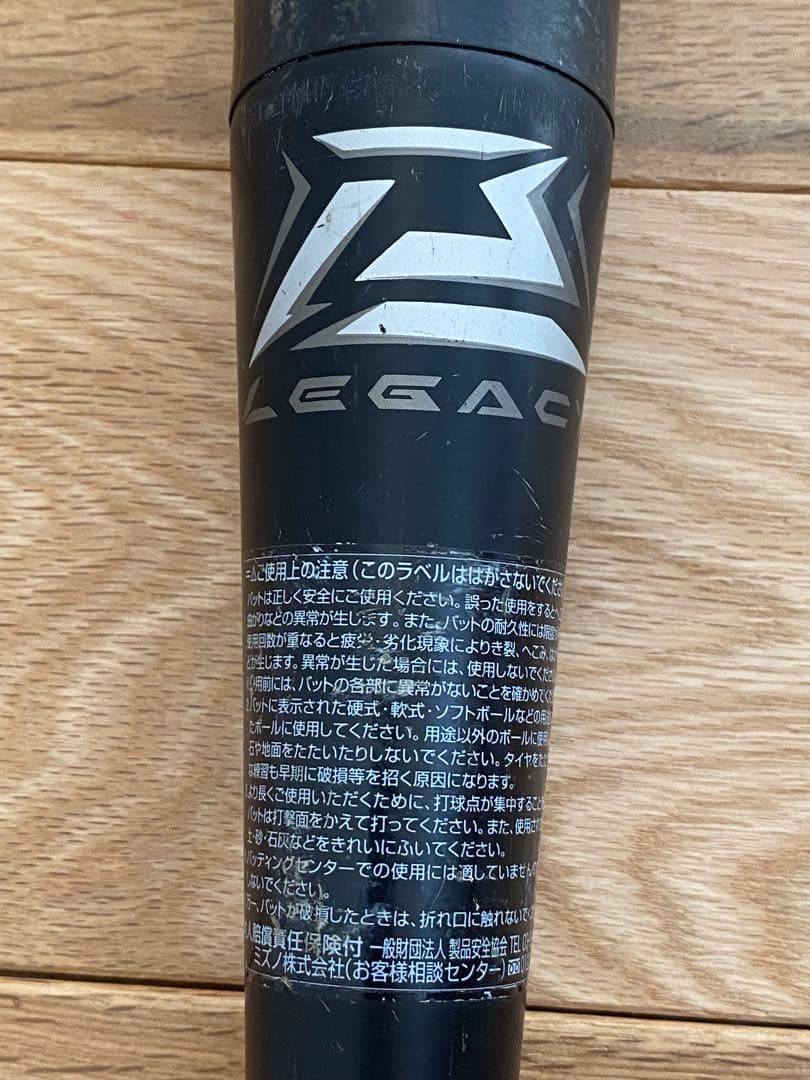 LEGACY
ご使用上の注意(このラベルははがさないでくださ
バットは正しく安全にご使用ください。誤った使用をすると
曲がりなどの異常が生じます。また、バットの耐久性には限度
使用回数が重なると疲労・劣化現象によりき裂、へこみ、
どが生じます。異常が生じた場合には、使用しないでくだ
用前には、バットの各部に異常がないことを確かめてく
バットに表示された硬式・軟式・ソフトボールなどの用
たボールに使用してください。用途以外のボールに使用
石や地面をたたいたりしないでください。タイヤをた
な練習も早期に破損等を招く原因になります。
より長くご使用いただくために、打球点が集中すること
バットは打撃面をかえて打ってください。また、使用さ
土・砂・石灰などをきれいにふいてください。
バッティングセンターでの使用には適していません
しないでください。
万一、バットが破損したときは、折れ口に触れないで
人賠償責任保険付 一般財団法人 製品安全協会 TEL 03
ミズノ株式会社(お客様相談センター)